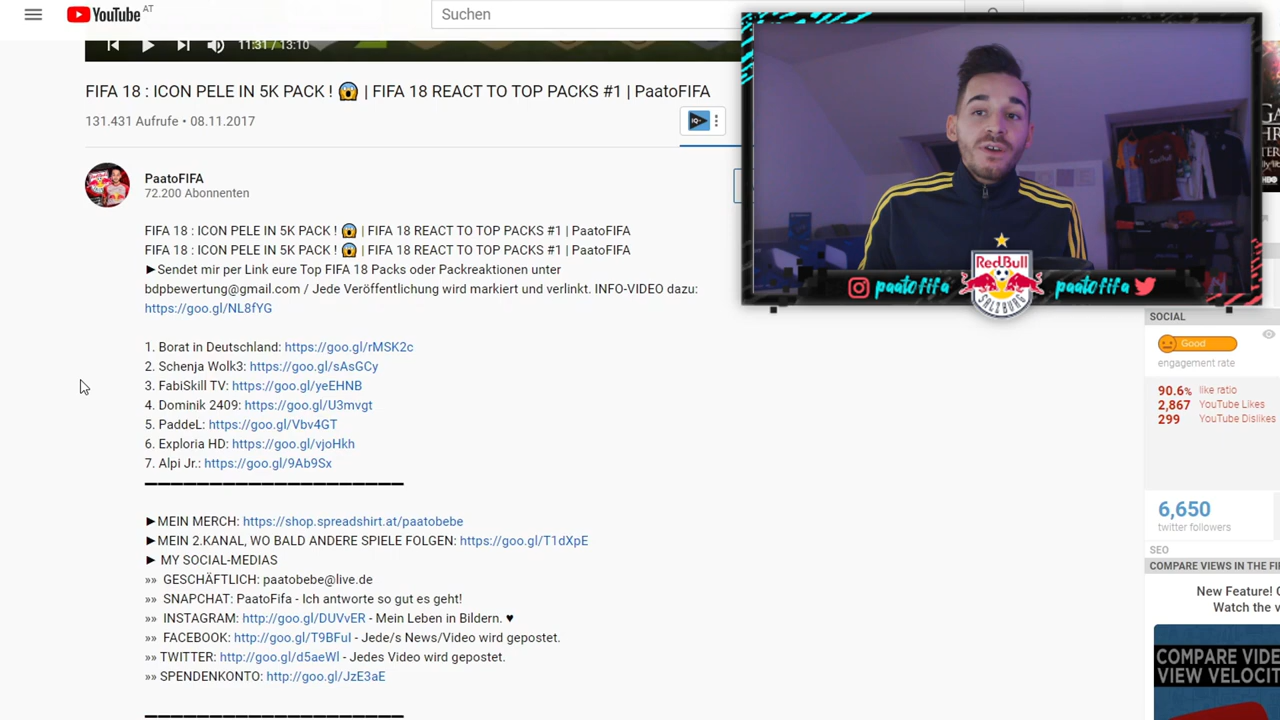 YouTube AT
Suchen
11:31 / 13:10
FIFA 18 : ICON PELE IN 5K PACK ! 😱 | FIFA 18 REACT TO TOP PACKS #1 | PaatoFIFA
131.431 Aufrufe • 08.11.2017
IQ
PaatoFIFA
72.200 Abonnenten
FIFA 18 : ICON PELE IN 5K PACK ! 😱 | FIFA 18 REACT TO TOP PACKS #1 | PaatoFIFA
FIFA 18 : ICON PELE IN 5K PACK ! 😱 | FIFA 18 REACT TO TOP PACKS #1 | PaatoFIFA
►Sendet mir per Link eure Top FIFA 18 Packs oder Packreaktionen unter
bdpbewertung@gmail.com / Jede Veröffentlichung wird markiert und verlinkt. INFO-VIDEO dazu:
https://goo.gl/NL8fYG
1. Borat in Deutschland: https://goo.gl/rMSK2c
2. Schenja Wolk3: https://goo.gl/sAsGCy
3. FabiSkill TV: https://goo.gl/yeEHNB
4. Dominik 2409: https://goo.gl/U3mvgt
5. PaddeL: https://goo.gl/Vbv4GT
6. Exploria HD: https://goo.gl/vjoHkh
7. Alpi Jr.: https://goo.gl/9Ab9Sx
►MEIN MERCH: https://shop.spreadshirt.at/paatobebe
►MEIN 2.KANAL, WO BALD ANDERE SPIELE FOLGEN: https://goo.gl/T1dXpE
► MY SOCIAL-MEDIAS
»» GESCHÄFTLICH: paatobebe@live.de
»» SNAPCHAT: PaatoFifa - Ich antworte so gut es geht!
»» INSTAGRAM: http://goo.gl/DUVvER - Mein Leben in Bildern. ♥
»» FACEBOOK: http://goo.gl/T9BFuI - Jede/s News/Video wird gepostet.
»» TWITTER: http://goo.gl/d5aeWl - Jedes Video wird gepostet.
»» SPENDENKONTO: http://goo.gl/JzE3aE
paatofifa
RedBull
SALZBURG
paatofifa
HBO
SOCIAL
Good
engagement rate
90.6% like ratio
2,867 YouTube Likes
299 YouTube Dislikes
6,650
twitter followers
SEO
COMPARE VIEWS IN THE FI
New Feature!
Watch the v
COMPARE VIDE
VIEW VELOCI